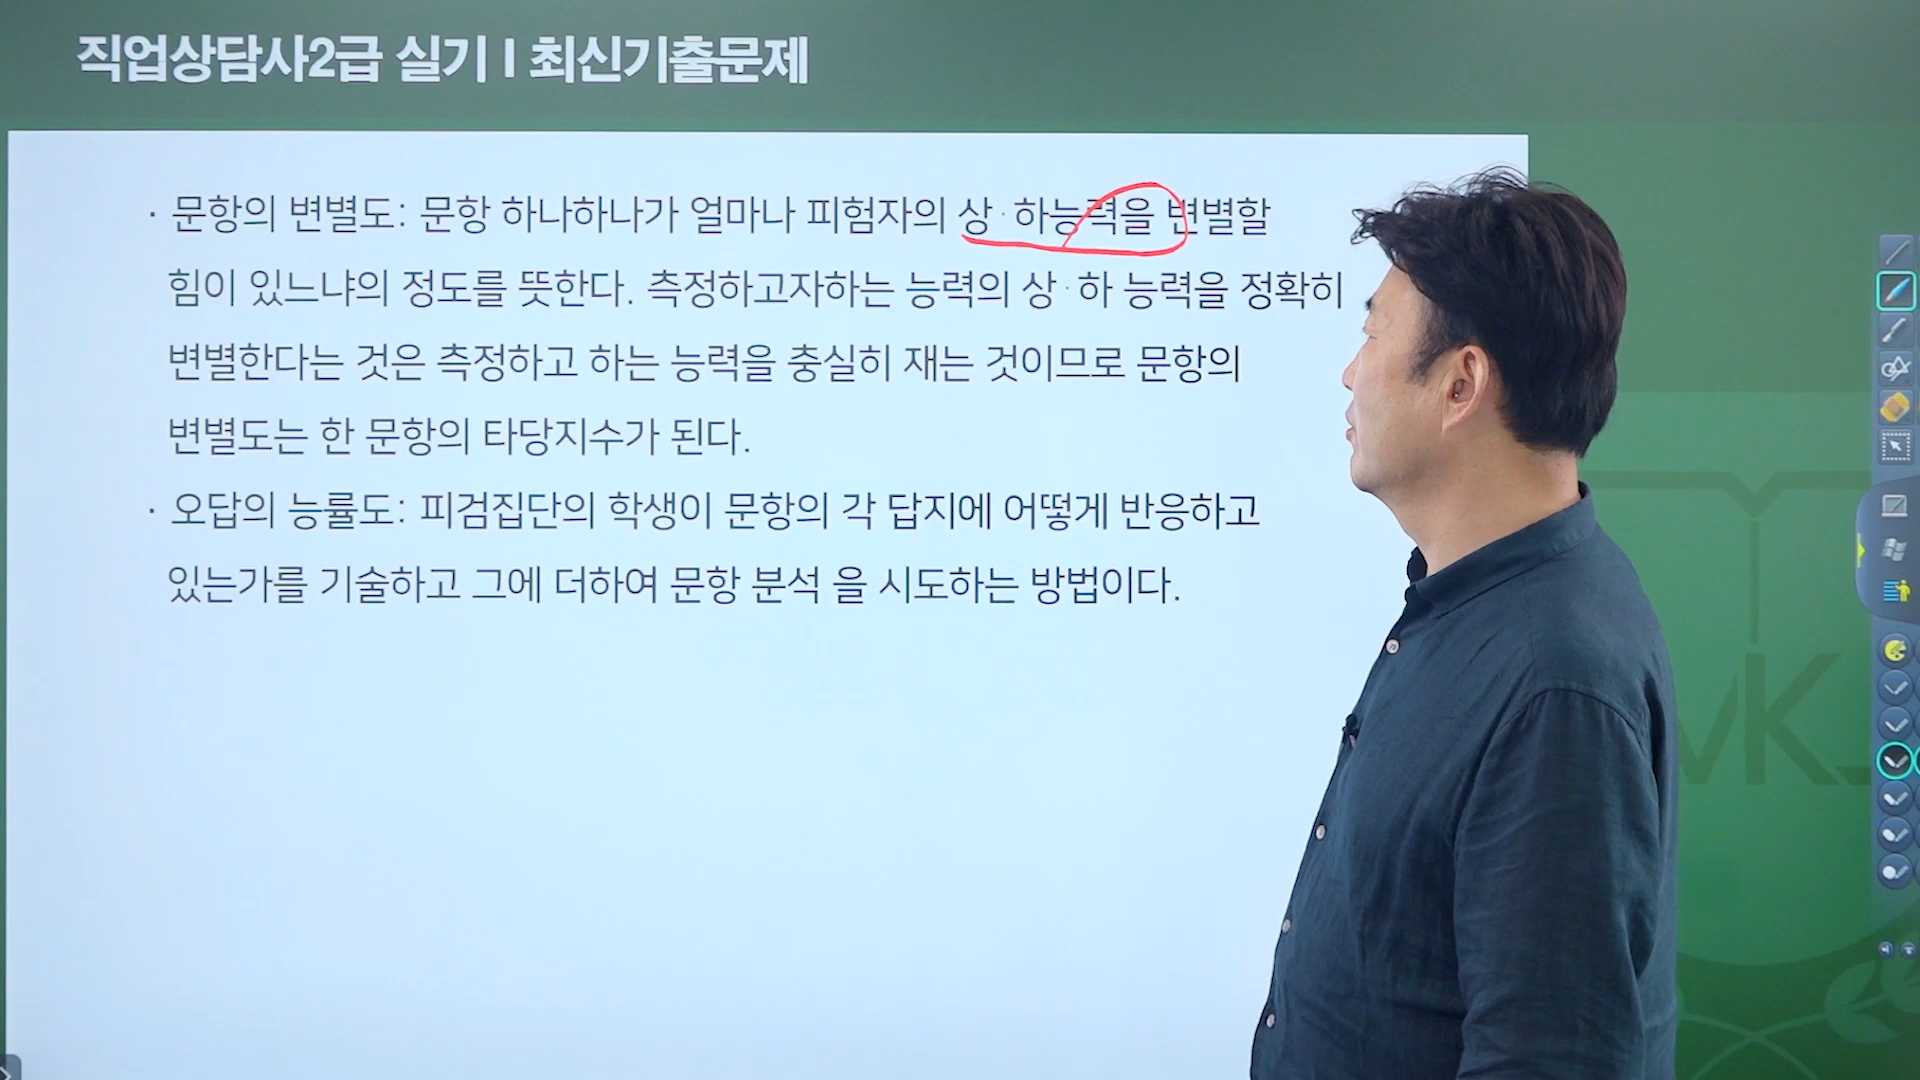 직업상담사2급 실기 I 최신기출문제
· 문항의 변별도: 문항 하나하나가 얼마나 피험자의 상·하능력을 변별할
힘이 있느냐의 정도를 뜻한다. 측정하고자하는 능력의 상·하 능력을 정확히
변별한다는 것은 측정하고 하는 능력을 충실히 재는 것이므로 문항의
변별도는 한 문항의 타당지수가 된다.
· 오답의 능률도: 피검집단의 학생이 문항의 각 답지에 어떻게 반응하고
있는가를 기술하고 그에 더하여 문항 분석 을 시도하는 방법이다.